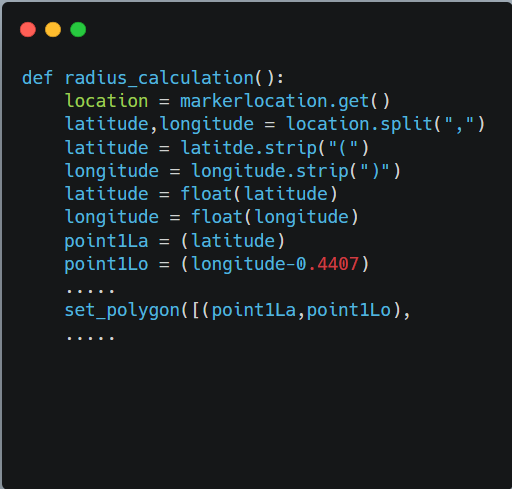 def radius_calculation():
    location = markerlocation.get()
    latitude,longitude = location.split(",")
    latitude = latitde.strip("(")
    longitude = longitude.strip(")")
    latitude = float(latitude)
    longitude = float(longitude)
    point1La = (latitude)
    point1Lo = (longitude-0.4407)
    .....
    set_polygon([(point1La,point1Lo),
    .....